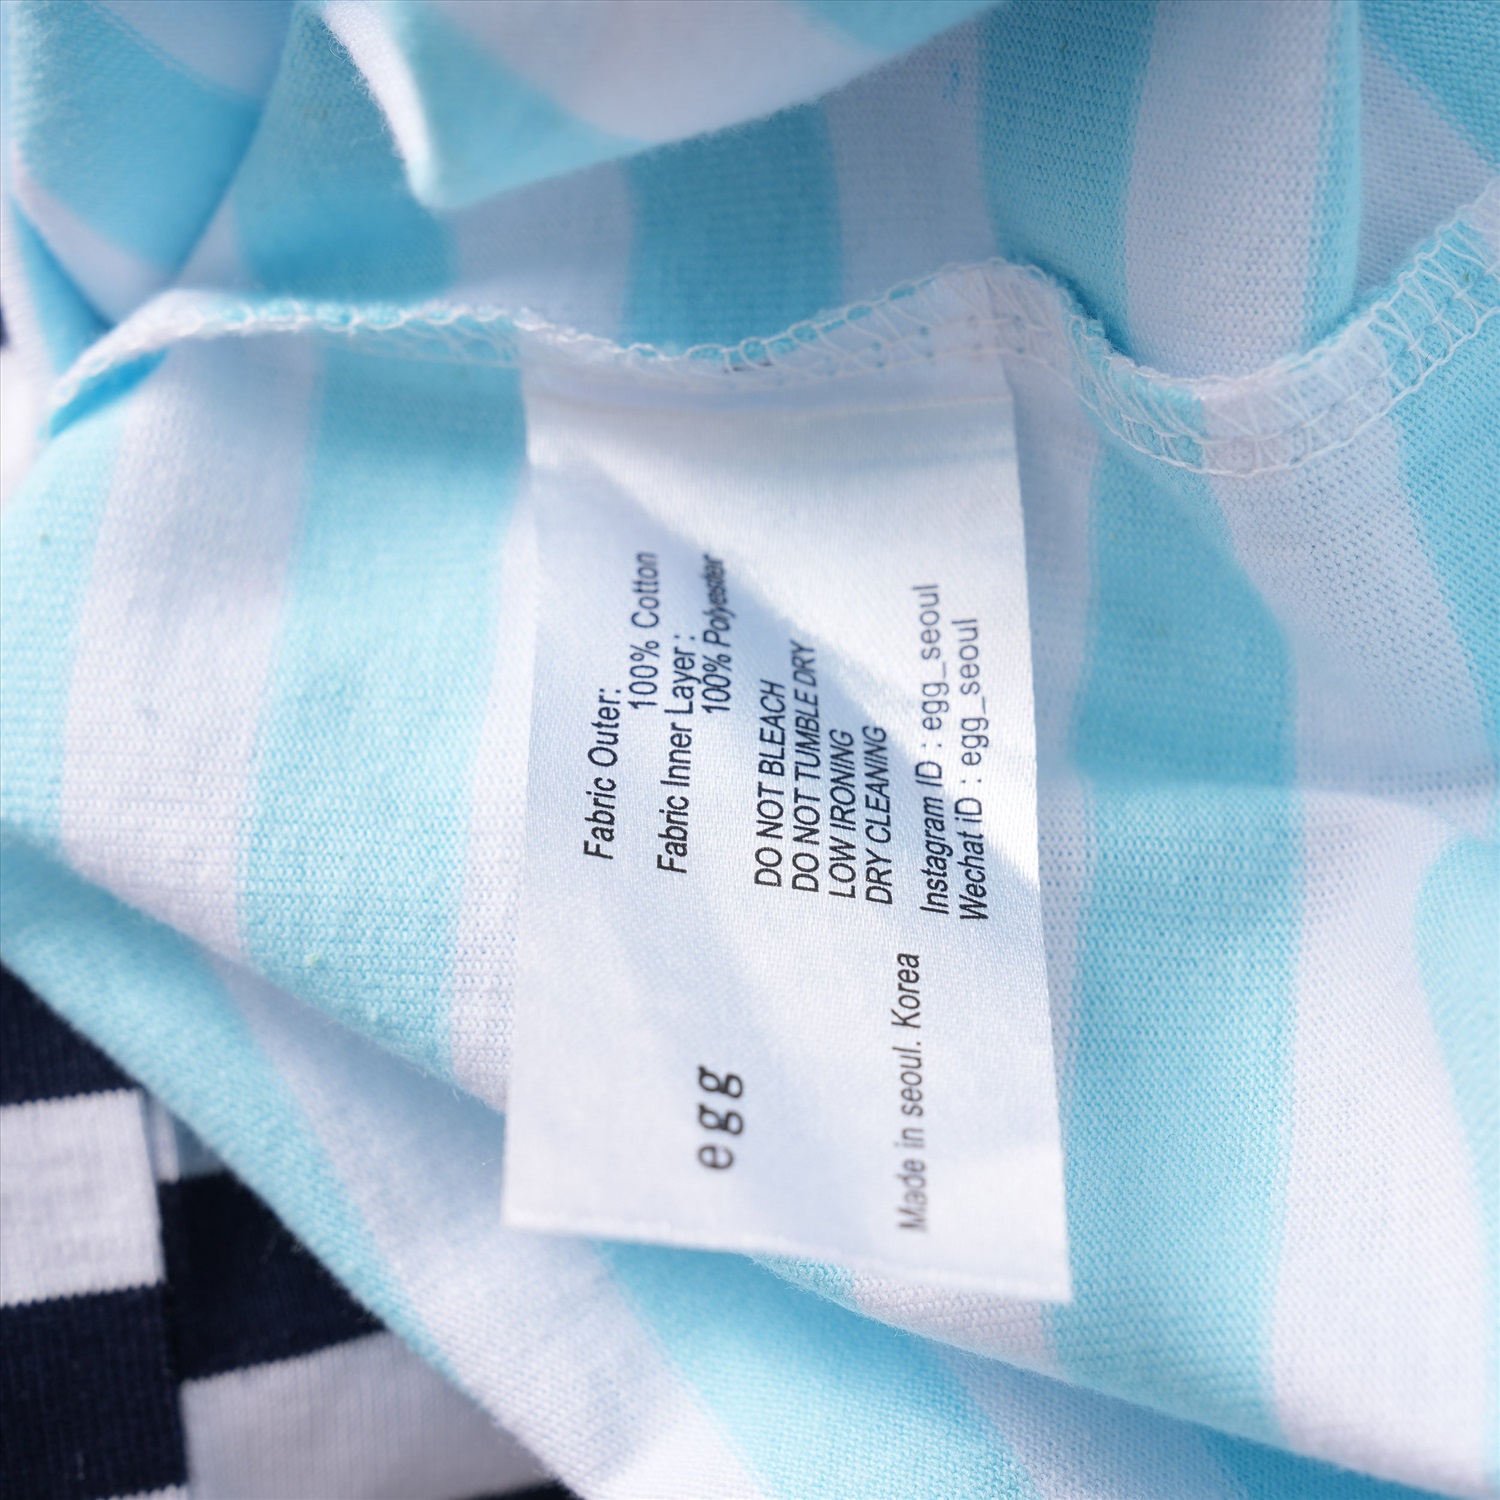 Fabric Outer:
100% Cotton
Fabric Inner Layer :
100% Polyester
DO NOT BLEACH
DO NOT TUMBLE DRY
LOW IRONING
DRY CLEANING
Instagram ID : egg_seoul
Wechat iD : egg_seoul
egg
Made in seoul. Korea